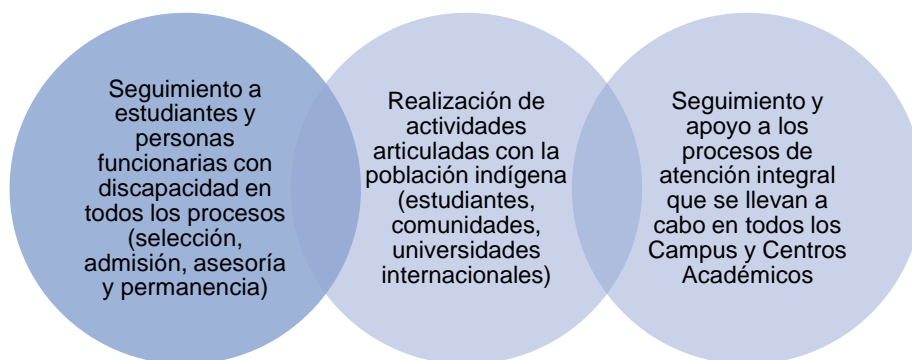 Seguimiento a
estudiantes y
personas
funcionarias con
discapacidad en
todos los procesos
(selección,
admisión, asesoría
y permanencia)
Realización de
actividades
articuladas con la
población indígena
(estudiantes,
comunidades,
universidades
internacionales)
Seguimiento y
apoyo a los
procesos de
atención integral
que se llevan a
cabo en todos los
Campus y Centros
Académicos